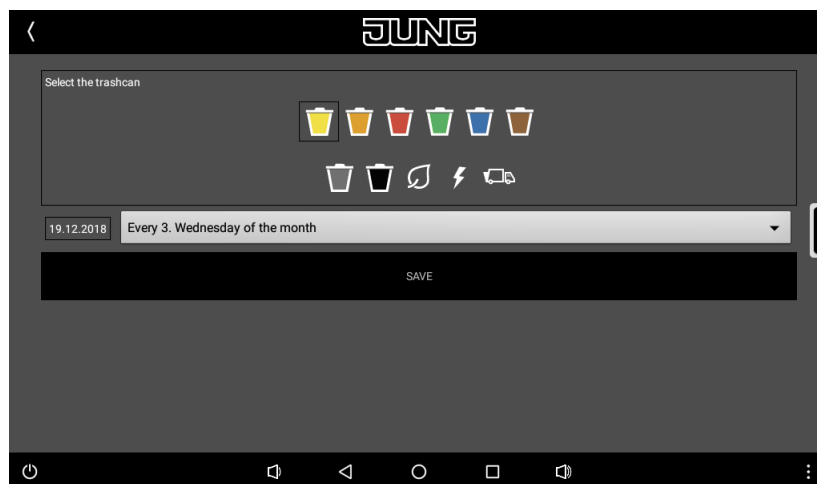 JUNG
Select the trashcan
19.12.2018 Every 3. Wednesday of the month
SAVE